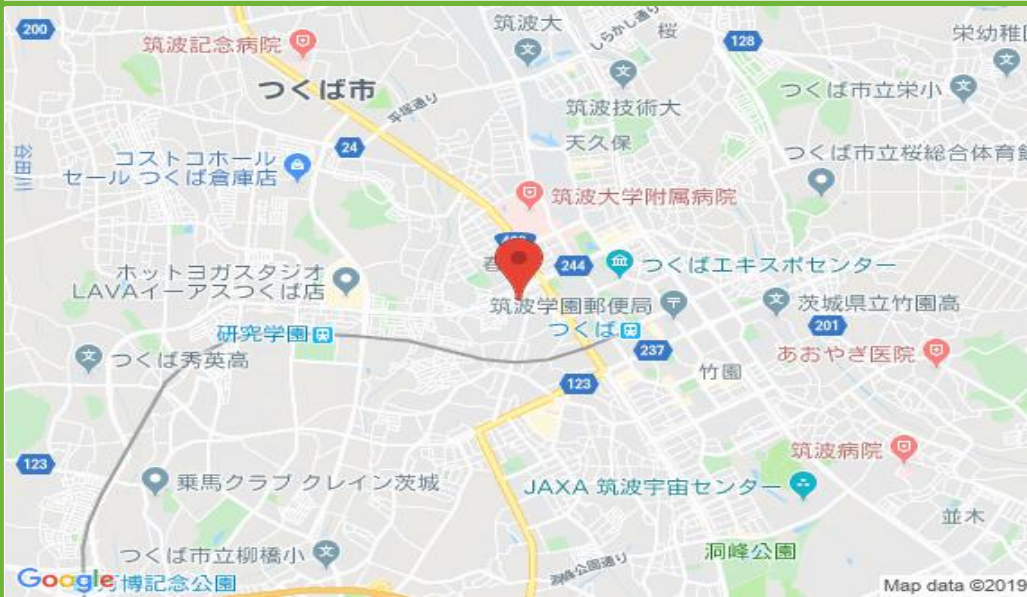 200
筑波大
しらかし通り
桜
128
栄幼稚
筑波記念病院
つくば市
平塚通り
筑波技術大
つくば市立栄小
天久保
24
谷田川
コストコホール
セール つくば倉庫店
つくば市立桜総合体育館
筑波大学附属病院
244
つくばエキスポセンター
ホットヨガスタジオ
LAVAイーアスつくば店
筑波学園郵便局
茨城県立竹園高
研究学園
つくば
201
つくば秀英高
237
あおやぎ医院
竹園
123
筑波病院
123
乗馬クラブ クレイン茨城
JAXA 筑波宇宙センター
並木
つくば市立柳橋小
洞峰公園通り
洞峰公園
Google
万博記念公園
Map data ©2019